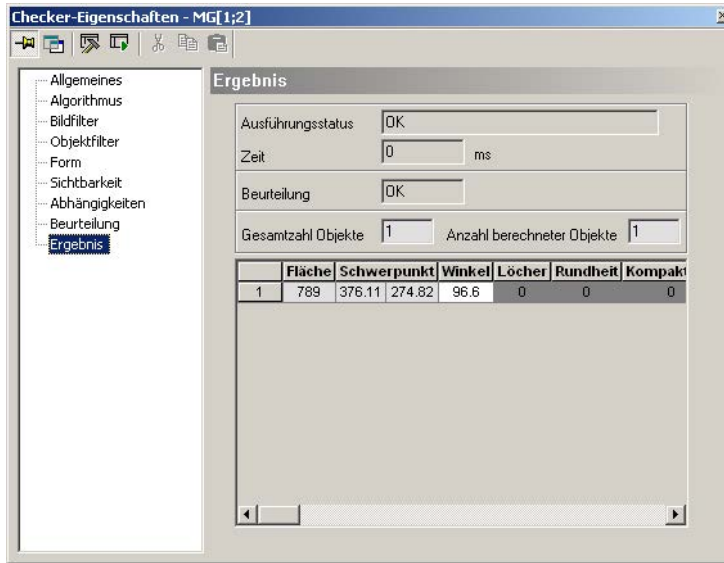 Checker-Eigenschaften - MG[1;2]
Allgemeines
Algorithmus
Bildfilter
Objektfilter
Form
Sichtbarkeit
Abhängigkeiten
Beurteilung
Ergebnis
Ergebnis
Ausführungsstatus OK
Zeit 0 ms
Beurteilung OK
Gesamtzahl Objekte 1 Anzahl berechneter Objekte 1
Fläche Schwerpunkt Winkel Löcher Rundheit Kompakt
1 789 376.11 274.82 96.6 0 0 0